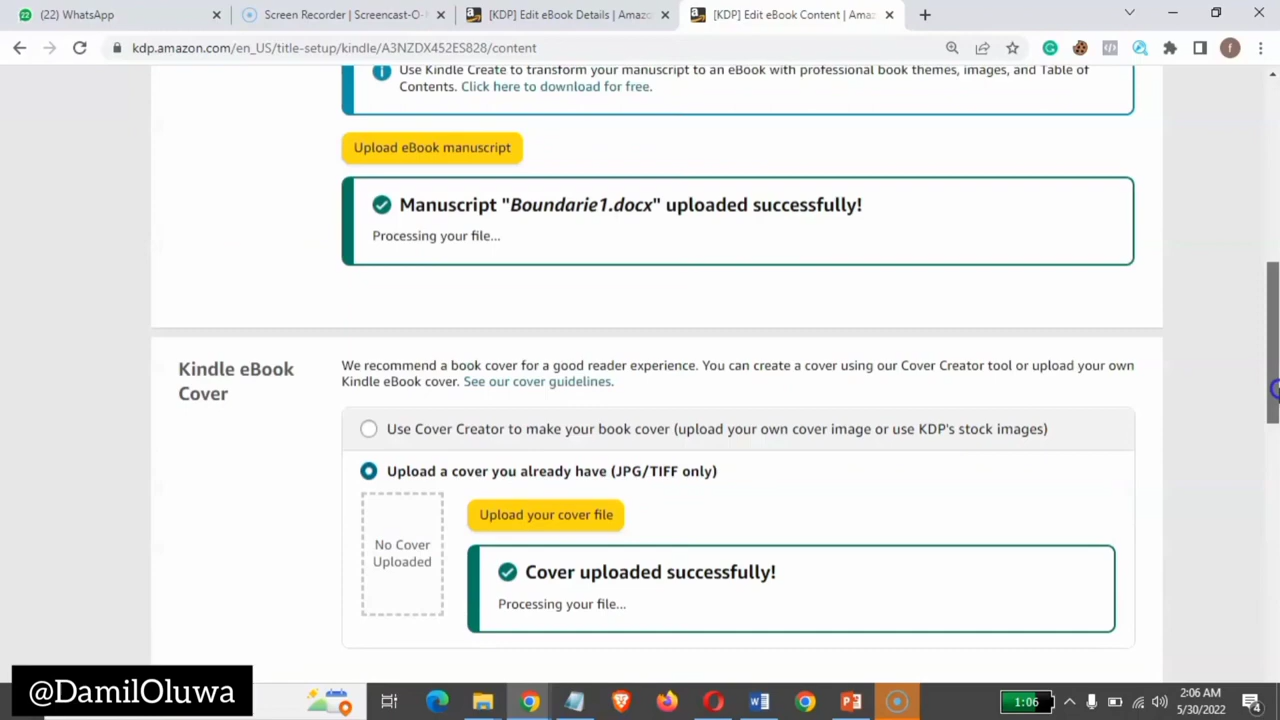 (22) WhatsApp
Screen Recorder | Screencast-O-
[KDP] Edit eBook Details | Amazo
[KDP] Edit eBook Content | Ama
kdp.amazon.com/en_US/title-setup/kindle/A3NZDX452ES828/content
f
Use Kindle Create to transform your manuscript to an eBook with professional book themes, images, and Table of
Contents. Click here to download for free.
Upload eBook manuscript
Manuscript "Boundarie1.docx" uploaded successfully!
Processing your file...
Kindle eBook
Cover
We recommend a book cover for a good reader experience. You can create a cover using our Cover Creator tool or upload your own
Kindle eBook cover. See our cover guidelines.
Use Cover Creator to make your book cover (upload your own cover image or use KDP's stock images)
Upload a cover you already have (JPG/TIFF only)
Upload your cover file
No Cover
Uploaded
Cover uploaded successfully!
Processing your file...
@DamilOluwa
1:06
2:06 AM
5/30/2022
4